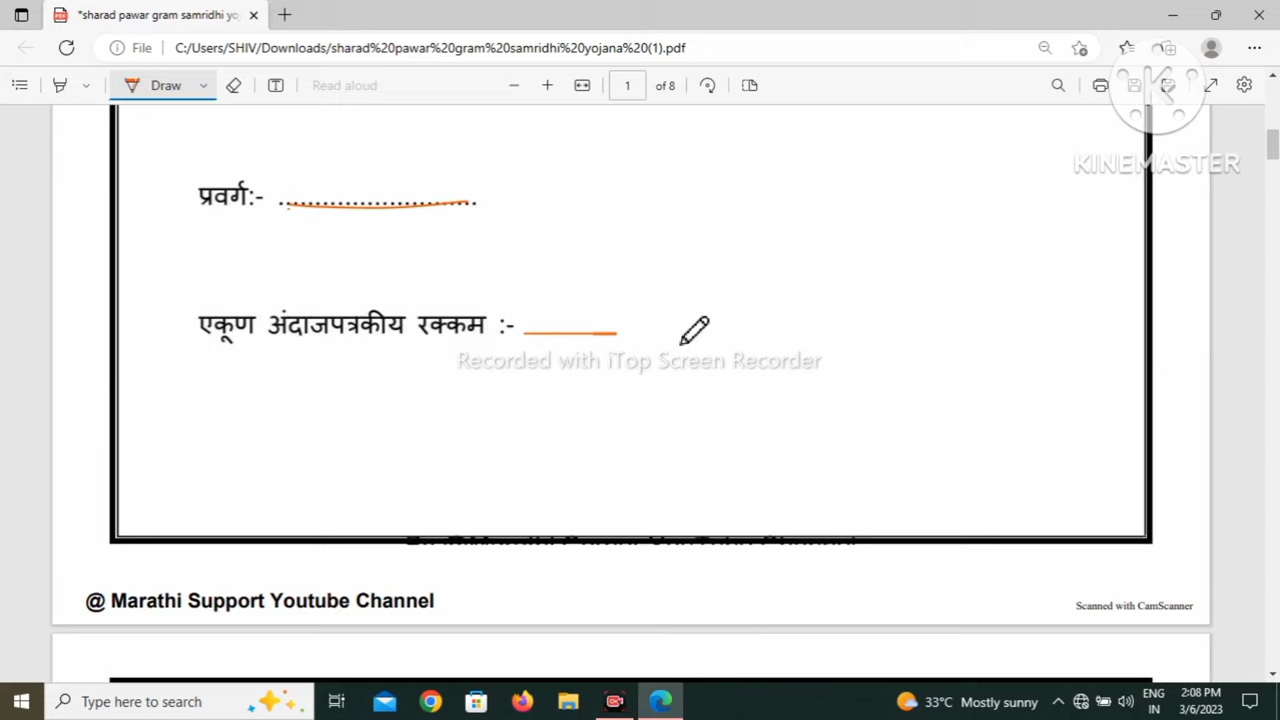 *sharad pawar gram samridhi yoj
File C:/Users/SHIV/Downloads/sharad%20pawar%20gram%20samridhi%20yojana%20(1).pdf
Draw Read aloud 1 of 8
KINEMASTER
प्रवर्ग:- ...........................
एकूण अंदाजपत्रकीय रक्कम :-
Recorded with iTop Screen Recorder
@ Marathi Support Youtube Channel
Scanned with CamScanner
Type here to search
33°C Mostly sunny
ENG
IN
2:08 PM
3/6/2023